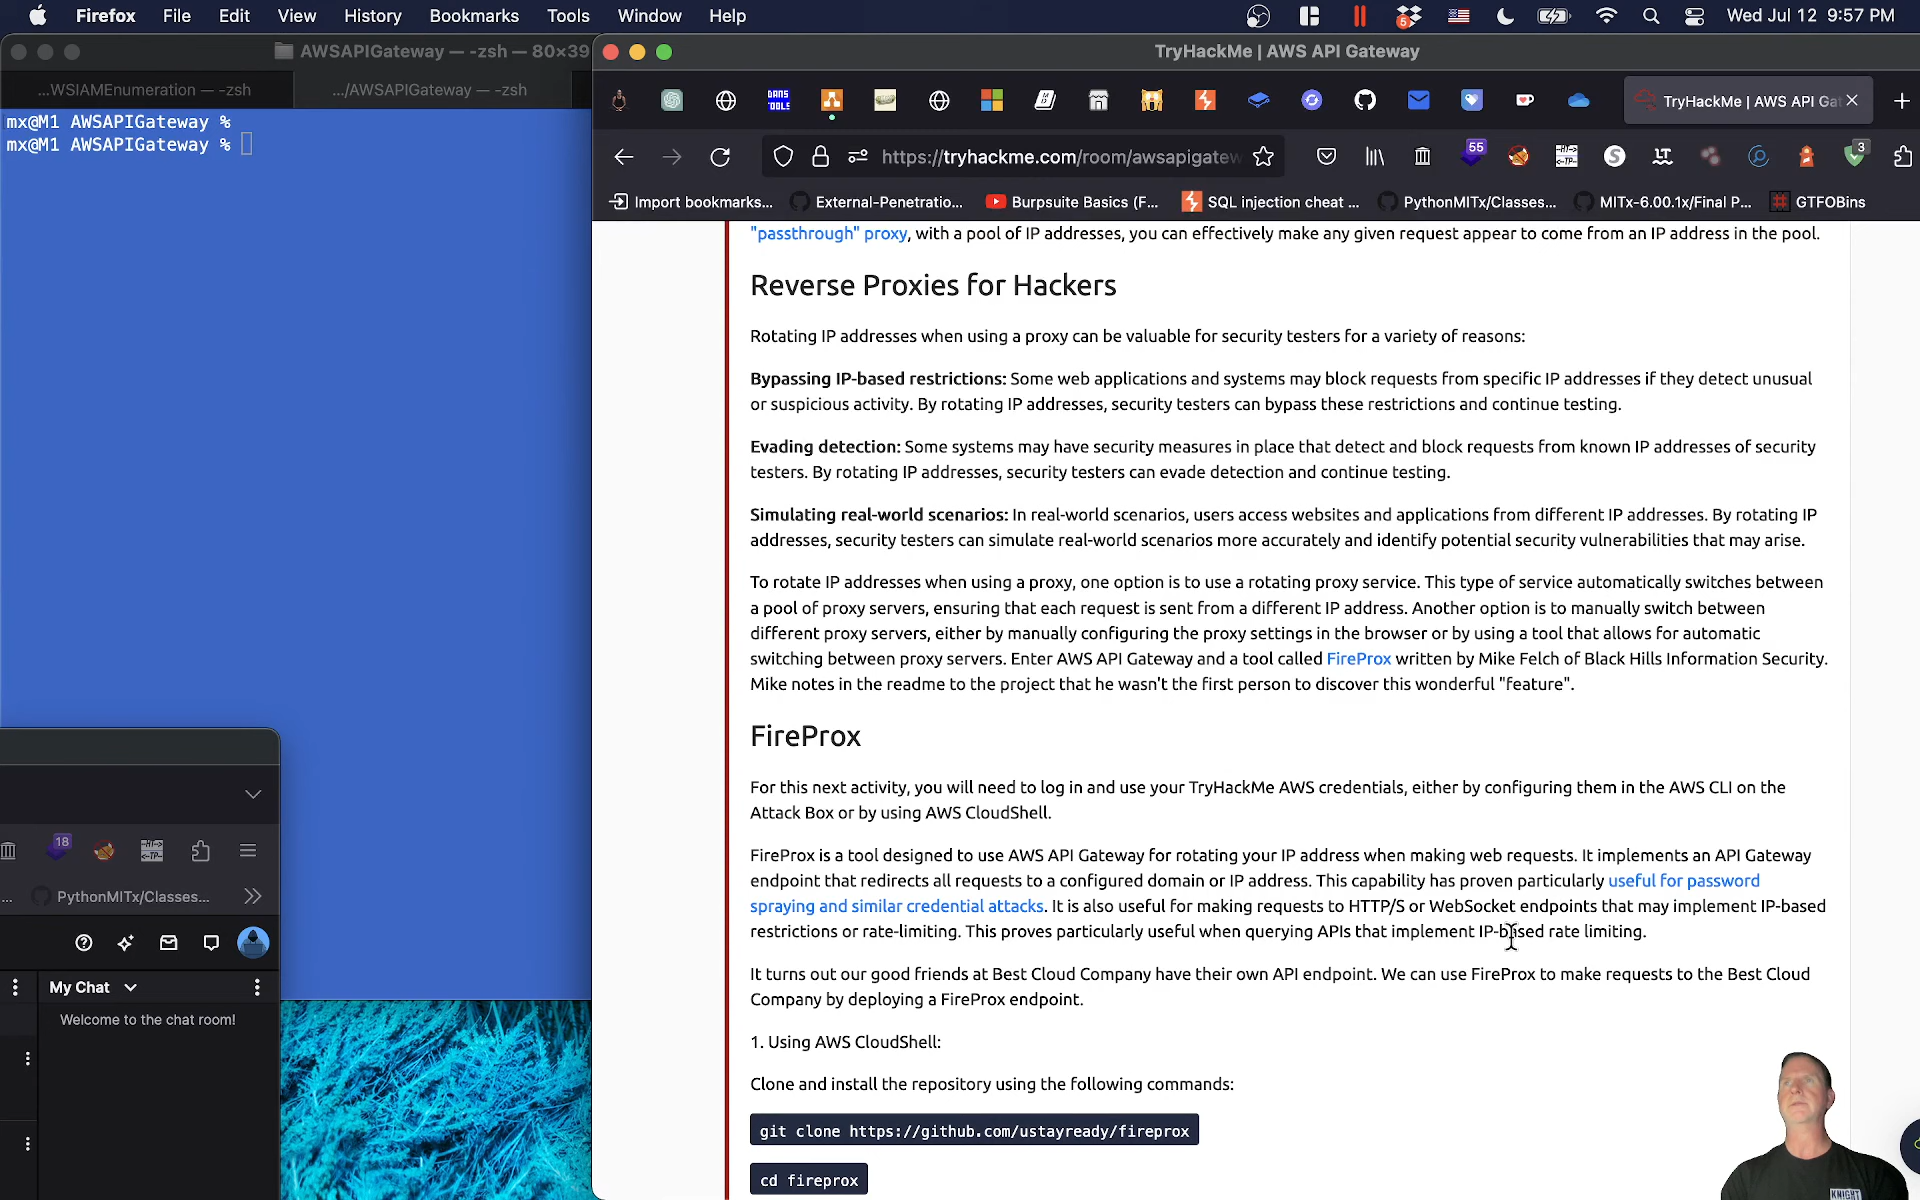 Firefox File Edit View History Bookmarks Tools Window Help
5
Wed Jul 12 9:57 PM
AWSAPIGateway — -zsh — 80×39
...WSIAMEnumeration — -zsh
.../AWSAPIGateway — -zsh
mx@M1 AWSAPIGateway %
mx@M1 AWSAPIGateway %
TryHackMe | AWS API Gateway
DANS TOOLS
TryHackMe | AWS API Gat
https://tryhackme.com/room/awsapigatew
55
3
Import bookmarks...
External-Penetratio...
Burpsuite Basics (F...
SQL injection cheat ...
PythonMITx/Classes...
MITx-6.00.1x/Final P...
GTFOBins
"passthrough" proxy, with a pool of IP addresses, you can effectively make any given request appear to come from an IP address in the pool.
Reverse Proxies for Hackers
Rotating IP addresses when using a proxy can be valuable for security testers for a variety of reasons:
Bypassing IP-based restrictions: Some web applications and systems may block requests from specific IP addresses if they detect unusual
or suspicious activity. By rotating IP addresses, security testers can bypass these restrictions and continue testing.
Evading detection: Some systems may have security measures in place that detect and block requests from known IP addresses of security
testers. By rotating IP addresses, security testers can evade detection and continue testing.
Simulating real-world scenarios: In real-world scenarios, users access websites and applications from different IP addresses. By rotating IP
addresses, security testers can simulate real-world scenarios more accurately and identify potential security vulnerabilities that may arise.
To rotate IP addresses when using a proxy, one option is to use a rotating proxy service. This type of service automatically switches between
a pool of proxy servers, ensuring that each request is sent from a different IP address. Another option is to manually switch between
different proxy servers, either by manually configuring the proxy settings in the browser or by using a tool that allows for automatic
switching between proxy servers. Enter AWS API Gateway and a tool called FireProx written by Mike Felch of Black Hills Information Security.
Mike notes in the readme to the project that he wasn't the first person to discover this wonderful "feature".
FireProx
For this next activity, you will need to log in and use your TryHackMe AWS credentials, either by configuring them in the AWS CLI on the
Attack Box or by using AWS CloudShell.
FireProx is a tool designed to use AWS API Gateway for rotating your IP address when making web requests. It implements an API Gateway
endpoint that redirects all requests to a configured domain or IP address. This capability has proven particularly useful for password
spraying and similar credential attacks. It is also useful for making requests to HTTP/S or WebSocket endpoints that may implement IP-based
restrictions or rate-limiting. This proves particularly useful when querying APIs that implement IP-based rate limiting.
It turns out our good friends at Best Cloud Company have their own API endpoint. We can use FireProx to make requests to the Best Cloud
Company by deploying a FireProx endpoint.
1. Using AWS CloudShell:
Clone and install the repository using the following commands:
git clone https://github.com/ustayready/fireprox
cd fireprox
18
... PythonMITx/Classes...
My Chat
Welcome to the chat room!
KNIGHT